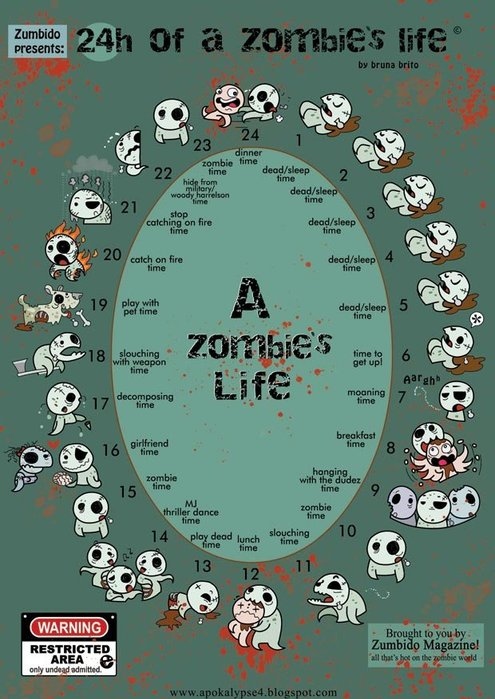 Zumbido
presents:
24h of a zombie's life ©
by bruna brito
24
dinner
time
1
dead/sleep
time
2
dead/sleep
time
3
dead/sleep
time
4
dead/sleep
time
5
dead/sleep
time
6
time to
get up!
Aarghh
7
moaning
time
8
breakfast
time
9
hanging
with the dudez
time
10
zombie
time
11
slouching
time
12
lunch
time
13
play dead
time
14
MJ
thriller dance
time
15
zombie
time
16
girlfriend
time
17
decomposing
time
18
slouching
with weapon
time
19
play with
pet time
20
catch on fire
time
21
stop
catching on fire
time
22
hide from
military/
woody harrelson
time
23
zombie
time
A
zombie's
Life
WARNING
RESTRICTED
AREA
only undead admitted.
Brought to you by
Zumbido Magazine!
all that's hot on the zombie world
www.apokalypse4.blogspot.com